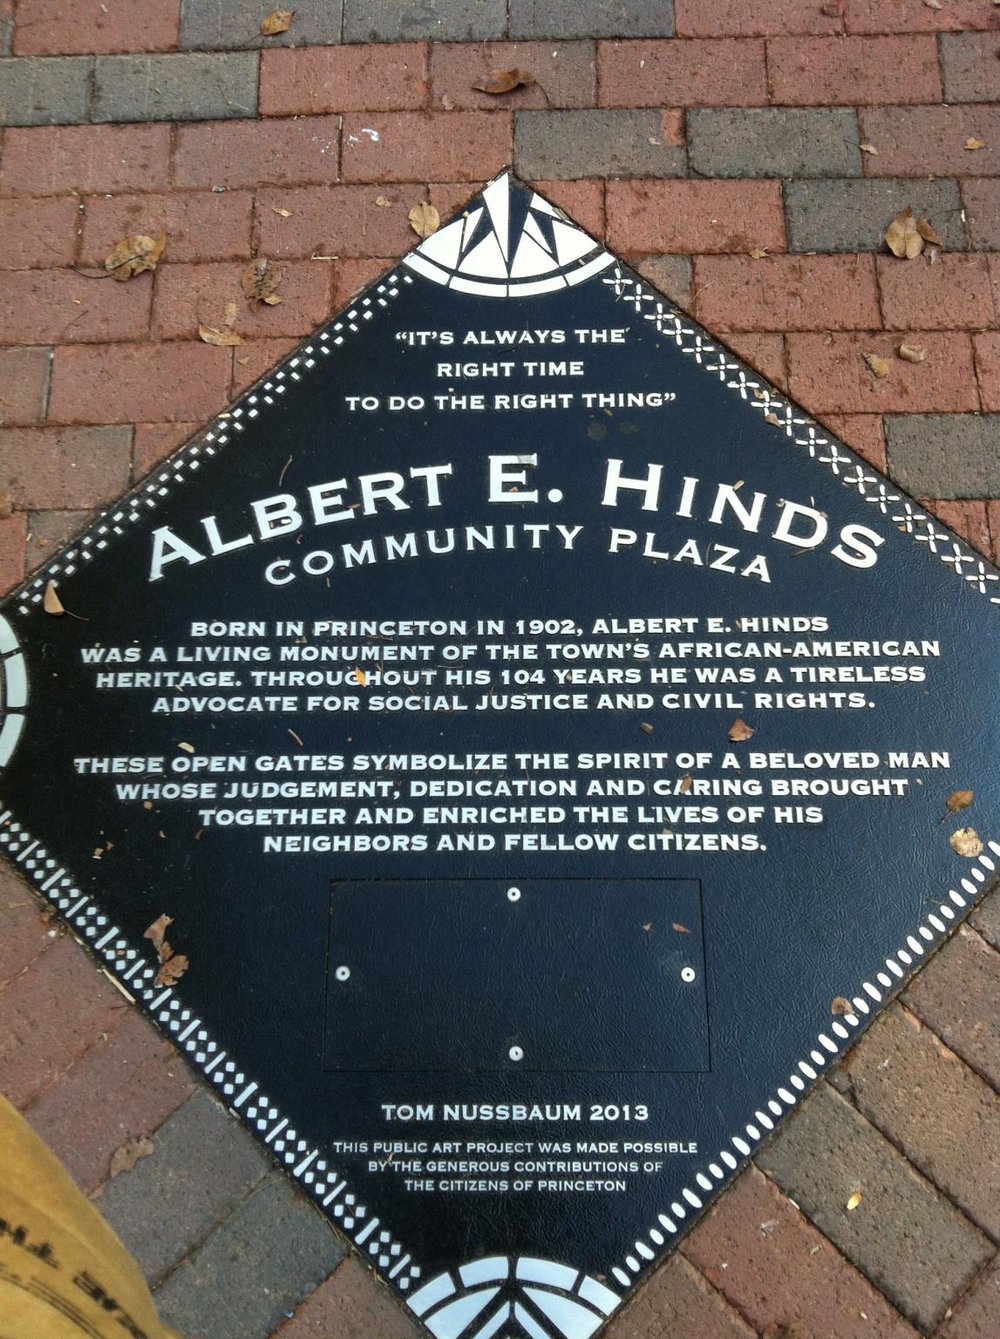 “IT’S ALWAYS THE
RIGHT TIME
TO DO THE RIGHT THING”
ALBERT E. HINDS
COMMUNITY PLAZA
BORN IN PRINCETON IN 1902, ALBERT E. HINDS
WAS A LIVING MONUMENT OF THE TOWN’S AFRICAN-AMERICAN
HERITAGE. THROUGHOUT HIS 104 YEARS HE WAS A TIRELESS
ADVOCATE FOR SOCIAL JUSTICE AND CIVIL RIGHTS.
THESE OPEN GATES SYMBOLIZE THE SPIRIT OF A BELOVED MAN
WHOSE JUDGEMENT, DEDICATION AND CARING BROUGHT
TOGETHER AND ENRICHED THE LIVES OF HIS
NEIGHBORS AND FELLOW CITIZENS.
TOM NUSSBAUM 2013
THIS PUBLIC ART PROJECT WAS MADE POSSIBLE
BY THE GENEROUS CONTRIBUTIONS OF
THE CITIZENS OF PRINCETON